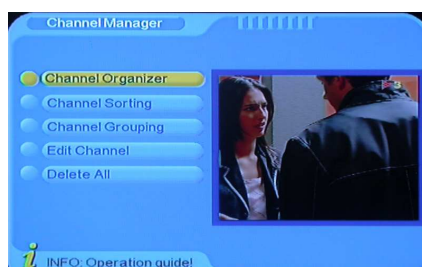 Channel Manager
Channel Organizer
Channel Sorting
Channel Grouping
Edit Channel
Delete All
INFO: Operation guide!